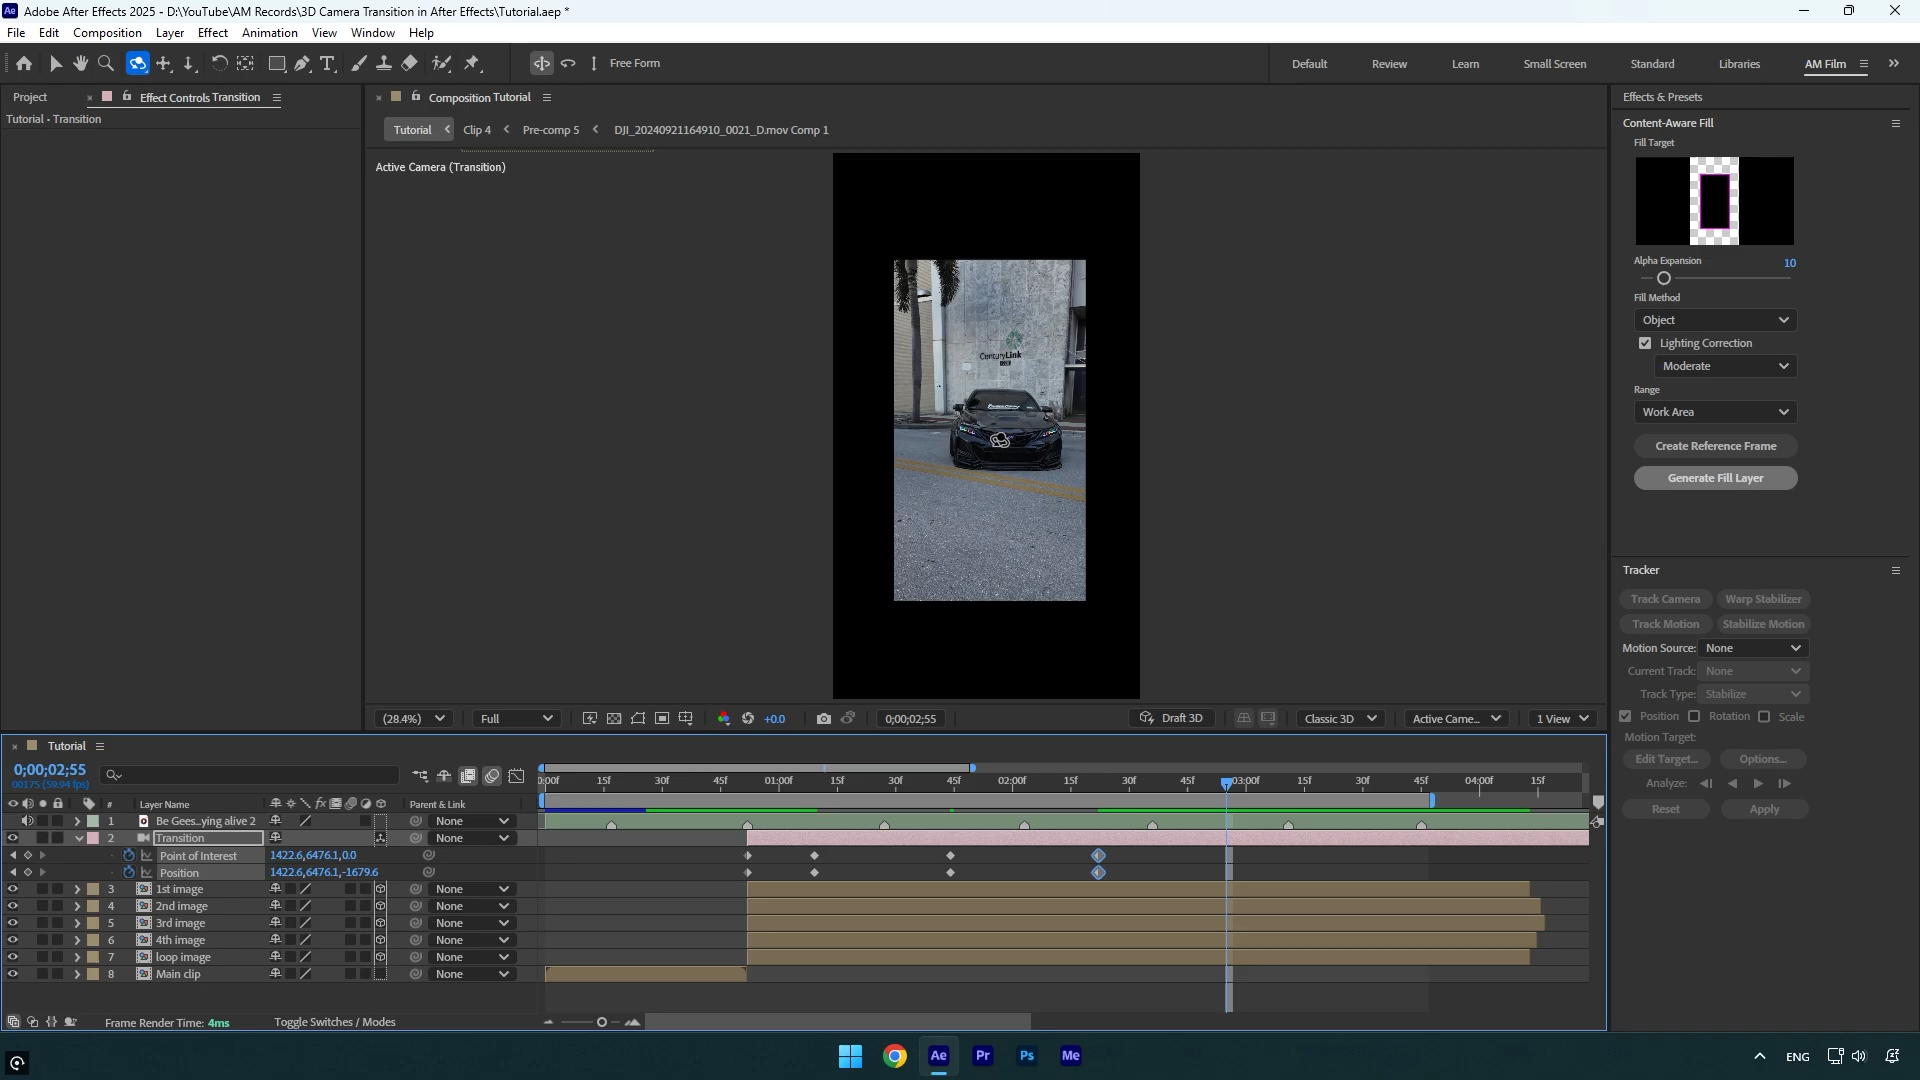 Adobe After Effects 2025 - D:\YouTube\AM Records\3D Camera Transition in After Effects\Tutorial.aep *
File Edit Composition Layer Effect Animation View Window Help
Free Form
Default Review Learn Small Screen Standard Libraries AM Film
Project Effect Controls Transition
Tutorial - Transition
Composition Tutorial
Tutorial Clip 4 Pre-comp 5 DJI_20240921164910_0021_D.mov Comp 1
Active Camera (Transition)
CenturyLink
Effects & Presets
Content-Aware Fill
Fill Target
Alpha Expansion 10
Fill Method
Object
Lighting Correction
Moderate
Range
Work Area
Create Reference Frame
Generate Fill Layer
Tracker
Track Camera Warp Stabilizer
Track Motion Stabilize Motion
Motion Source: None
Current Track: None
Track Type: Stabilize
Position Rotation Scale
Motion Target:
Edit Target... Options...
Analyze:
Reset Apply
(28.4%) Full +0.0 0;00;02;55 Draft 3D Classic 3D Active Came... 1 View
Tutorial
0;00;02;55
00175 (59.94 fps)
0:00f 15f 30f 45f 01:00f 15f 30f 45f 02:00f 15f 30f 45f 03:00f 15f 30f 45f 04:00f 15f
# Layer Name Parent & Link
1 Be Gees...ying alive 2 None
2 Transition None
Point of Interest 1422.6,6476.1,0.0
Position 1422.6,6476.1,-1679.6
3 1st image None
4 2nd image None
5 3rd image None
6 4th image None
7 loop image None
8 Main clip None
Frame Render Time: 4ms Toggle Switches / Modes
Ae Pr Ps Me
ENG